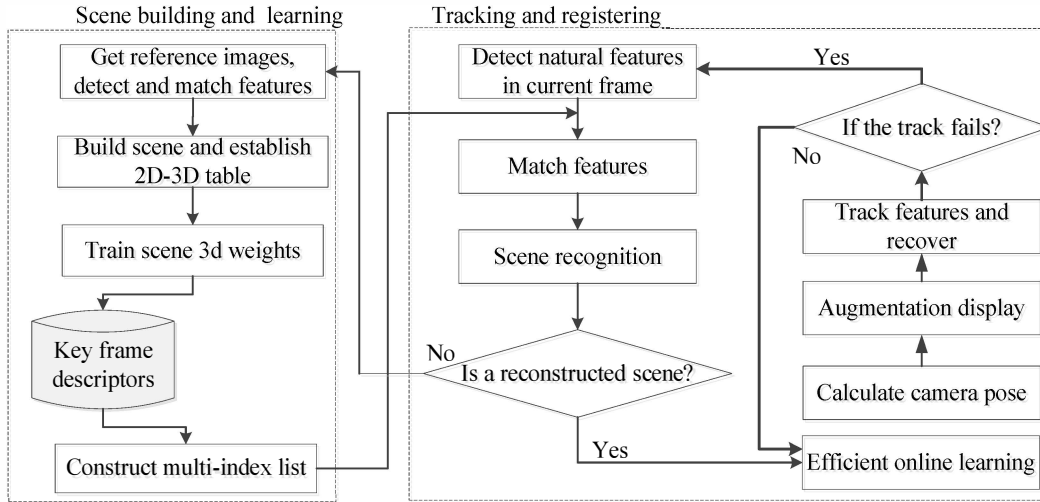 Scene building and learning
Get reference images,
detect and match features
Build scene and establish
2D-3D table
Train scene 3d weights
Key frame
descriptors
Construct multi-index list
Tracking and registering
Detect natural features
in current frame
Match features
Scene recognition
No
Is a reconstructed scene?
Yes
Yes
If the track fails?
No
Track features and
recover
Augmentation display
Calculate camera pose
Efficient online learning